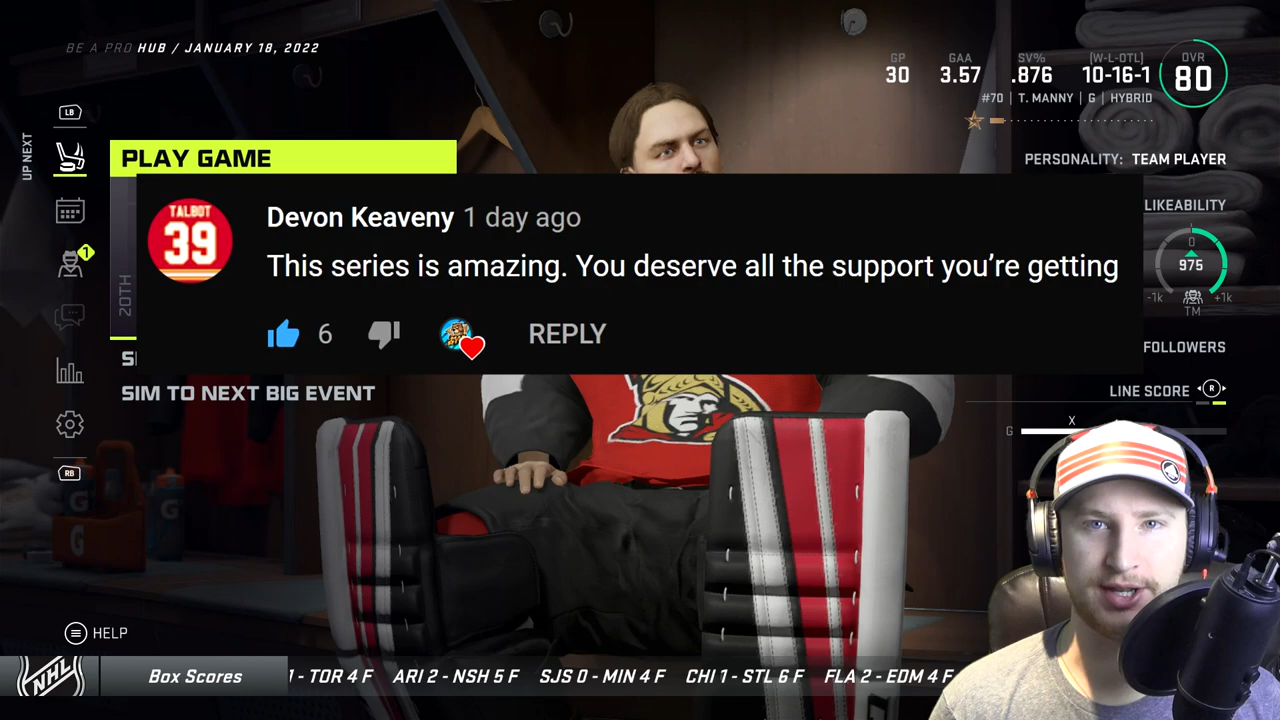 BE A PRO HUB / JANUARY 18, 2022
GP GAA SV% (W-L-OTL) OVR
30 3.57 .876 10-16-1 80
#70 | T. MANNY | G | HYBRID
LB
UP NEXT
PLAY GAME
PERSONALITY: TEAM PLAYER
TALBOT
39
Devon Keaveny 1 day ago
This series is amazing. You deserve all the support you’re getting
6 REPLY
LIKEABILITY
0
975
-1k +1k
TM
1
20TH
FOLLOWERS
SIM TO NEXT BIG EVENT
LINE SCORE R
X
G
RB
HELP
NHL
Box Scores
1 - TOR 4 F ARI 2 - NSH 5 F SJS 0 - MIN 4 F CHI 1 - STL 6 F FLA 2 - EDM 4 F